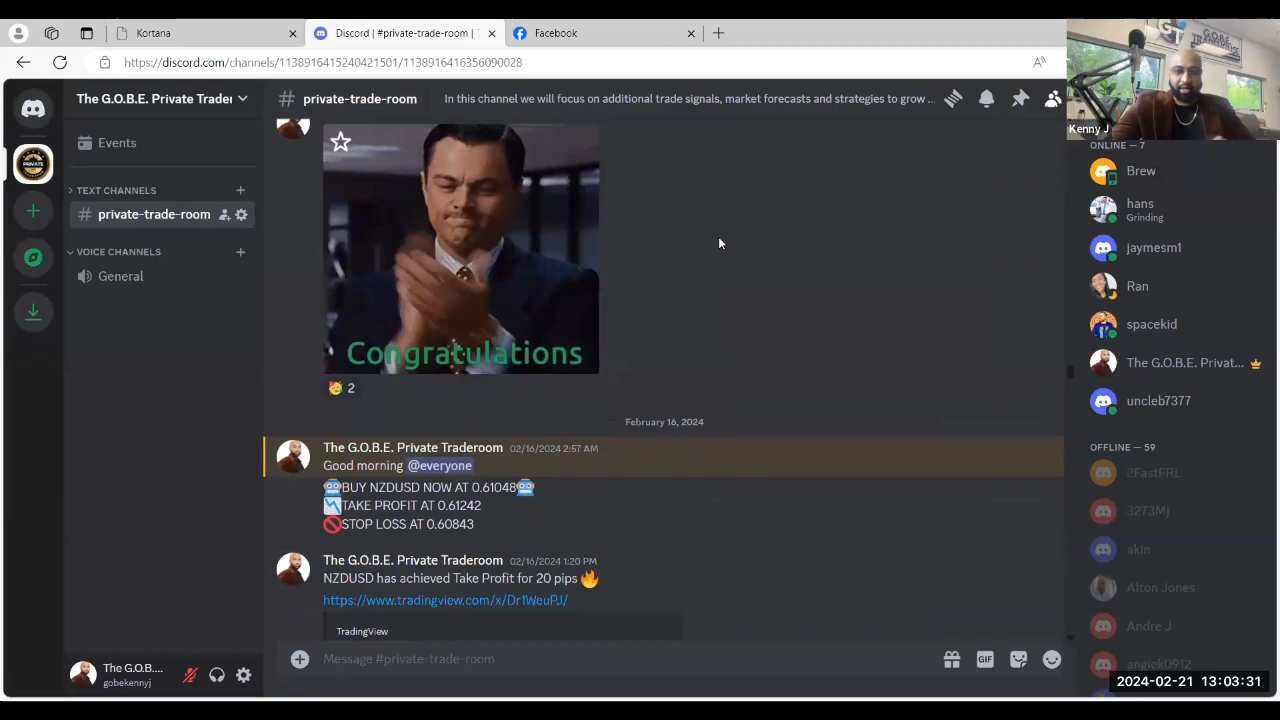 Kortana
Discord | #private-trade-room | T
Facebook
https://discord.com/channels/1138916415240421501/1138916416356090028
Kenny J
The G.O.B.E. Private Trader
# private-trade-room
In this channel we will focus on additional trade signals, market forecasts and strategies to grow ...
Events
TEXT CHANNELS
# private-trade-room
VOICE CHANNELS
General
PRIVATE
Congratulations
2
February 16, 2024
The G.O.B.E. Private Traderoom 02/16/2024 2:57 AM
Good morning @everyone
BUY NZDUSD NOW AT 0.61048
TAKE PROFIT AT 0.61242
STOP LOSS AT 0.60843
The G.O.B.E. Private Traderoom 02/16/2024 1:20 PM
NZDUSD has achieved Take Profit for 20 pips
https://www.tradingview.com/x/Dr1WeuPJ/
TradingView
Message #private-trade-room
GIF
The G.O.B....
gobekennyj
ONLINE — 7
Brew
hans
Grinding
jaymesm1
Ran
spacekid
The G.O.B.E. Privat...
uncleb7377
OFFLINE — 59
2FastFRL
3273MJ
akin
Alton Jones
Andre J
angiek0912
2024-02-21 13:03:31